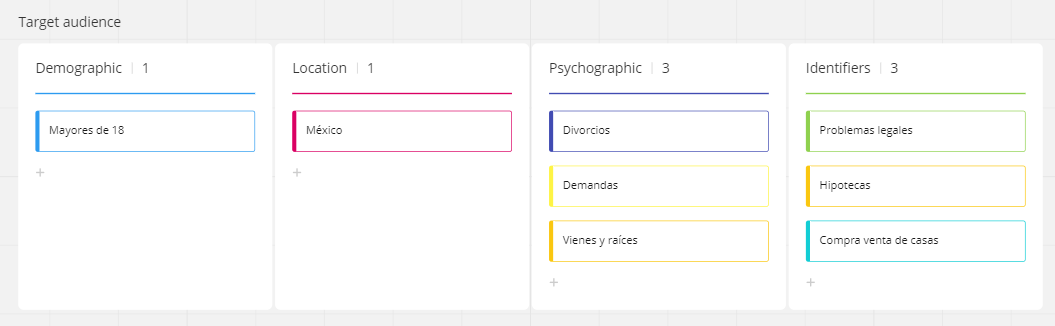 Target audience
Demographic | 1
Mayores de 18
+
Location | 1
México
+
Psychographic | 3
Divorcios
Demandas
Vienes y raíces
+
Identifiers | 3
Problemas legales
Hipotecas
Compra venta de casas
+